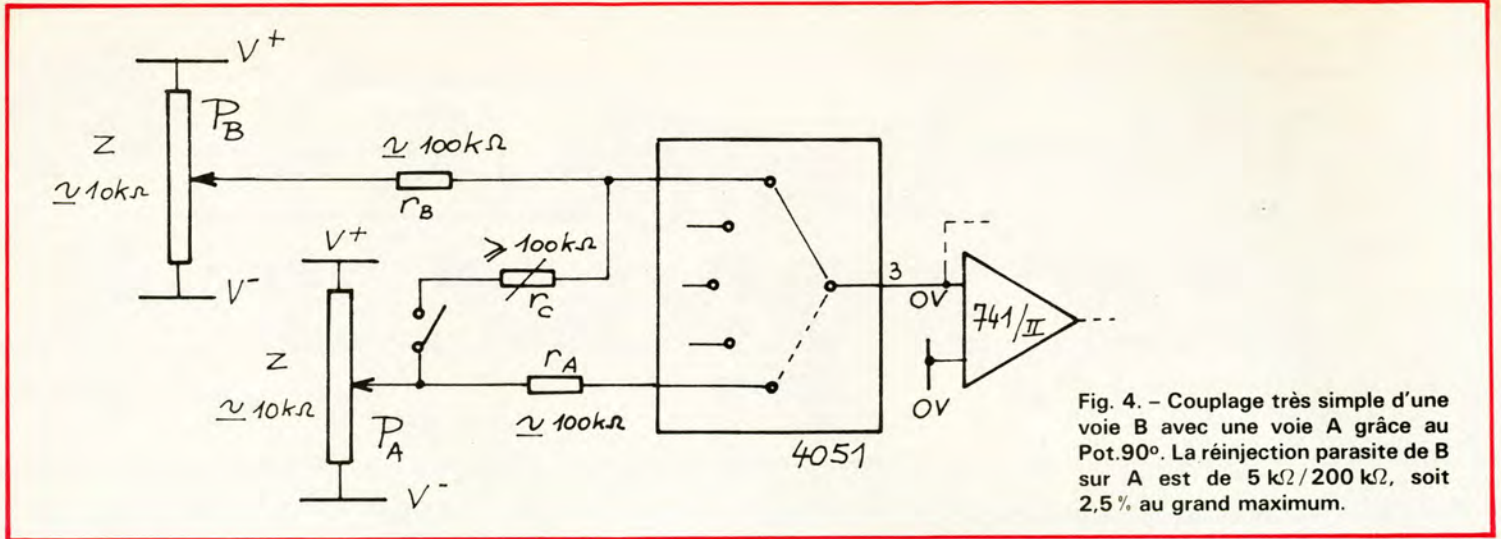 V+
P_B
Z
≃ 10kΩ
V-
≃ 100kΩ
r_B
V+
⩾ 100kΩ
r_C
Z
≃ 10kΩ
P_A
V-
r_A
≃ 100kΩ
4051
3
0V
741/II
0V
Fig. 4. – Couplage très simple d'une
voie B avec une voie A grâce au
Pot.90º. La réinjection parasite de B
sur A est de 5 kΩ/200 kΩ, soit
2,5 % au grand maximum.